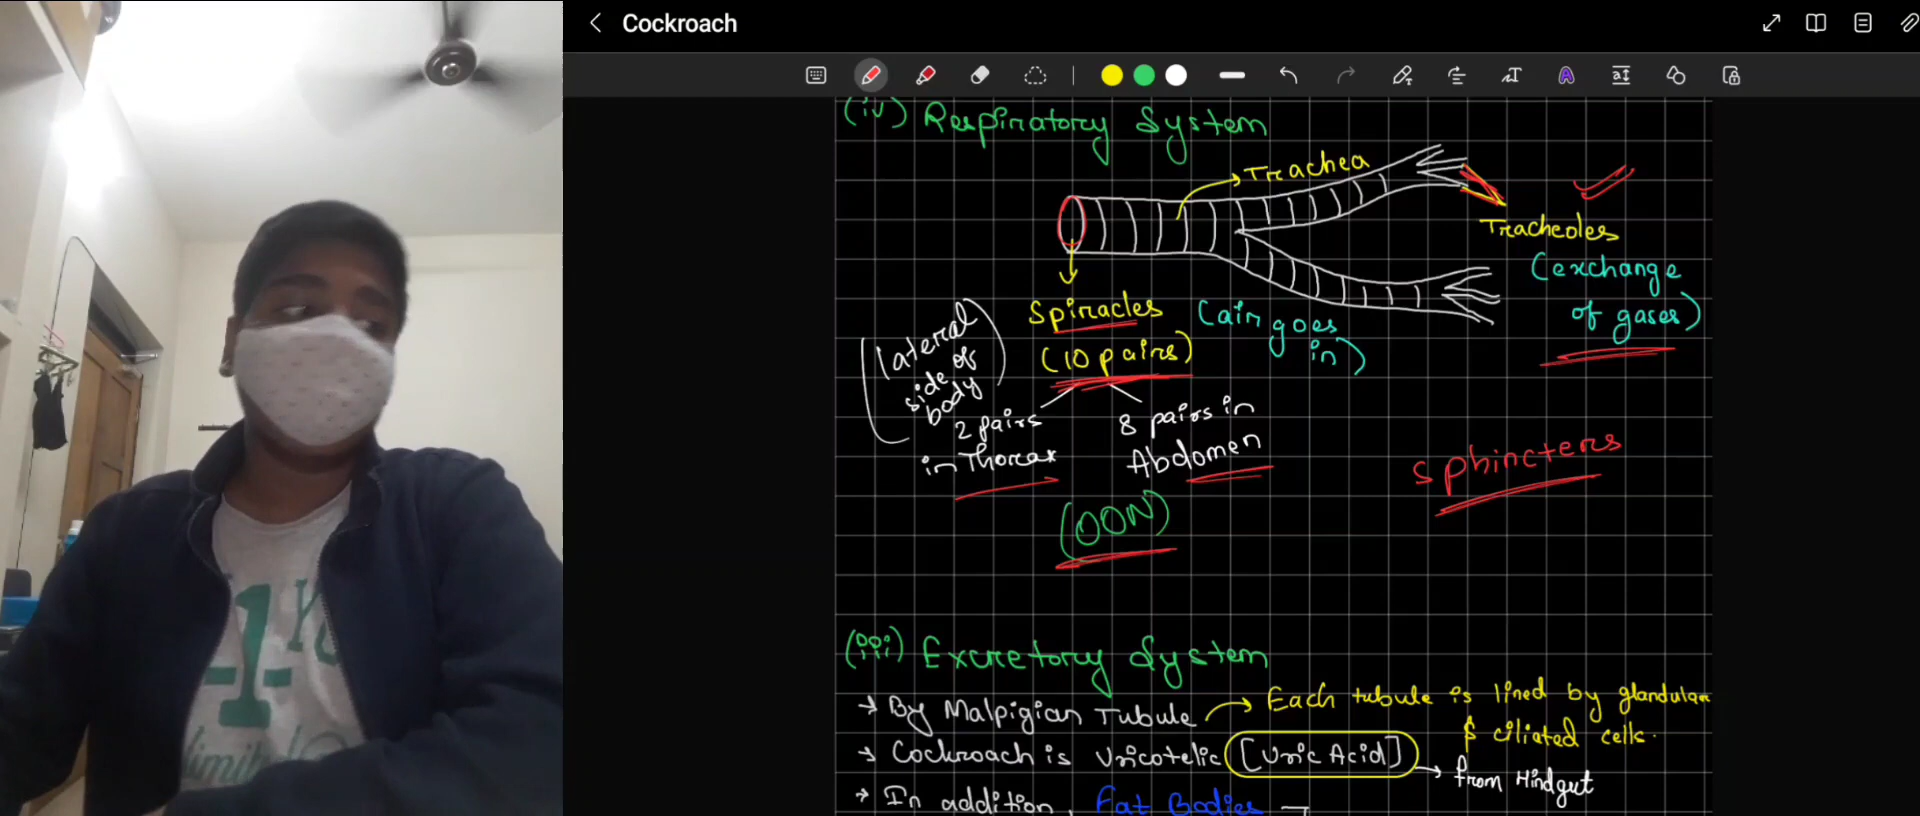 Cockroach
(iv) Respiratory System
Trachea
Tracheoles
(exchange
of gases)
Spiracles
(10 pairs)
(air goes
in)
(lateral
side of
body
2 pairs
in Thorax
8 pairs in
Abdomen
Sphincters
(OON)
(iii) Excretory System
→ By Malpigian Tubule → Each tubule is lined by glandular
& ciliated cells.
→ Cockroach is Uricotelic [Uric Acid] → from Hindgut
→ In addition, Fat Bodies
1